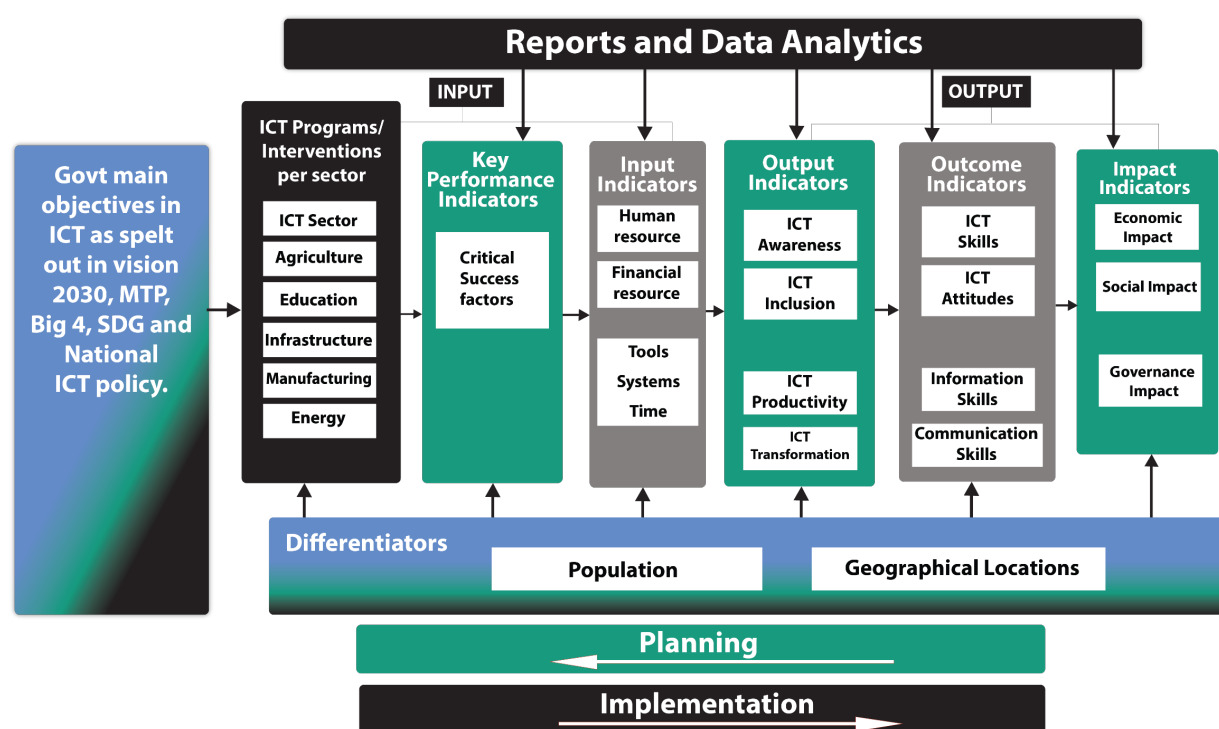 Reports and Data Analytics
INPUT
OUTPUT
Govt main
objectives in
ICT as spelt
out in vision
2030, MTP,
Big 4, SDG and
National
ICT policy.
ICT Programs/
Interventions
per sector
ICT Sector
Agriculture
Education
Infrastructure
Manufacturing
Energy
Key
Performance
Indicators
Critical
Success
factors
Input
Indicators
Human
resource
Financial
resource
Tools
Systems
Time
Output
Indicators
ICT
Awareness
ICT
Inclusion
ICT
Productivity
ICT
Transformation
Outcome
Indicators
ICT
Skills
ICT
Attitudes
Information
Skills
Communication
Skills
Impact
Indicators
Economic
Impact
Social Impact
Governance
Impact
Differentiators
Population
Geographical Locations
Planning
Implementation